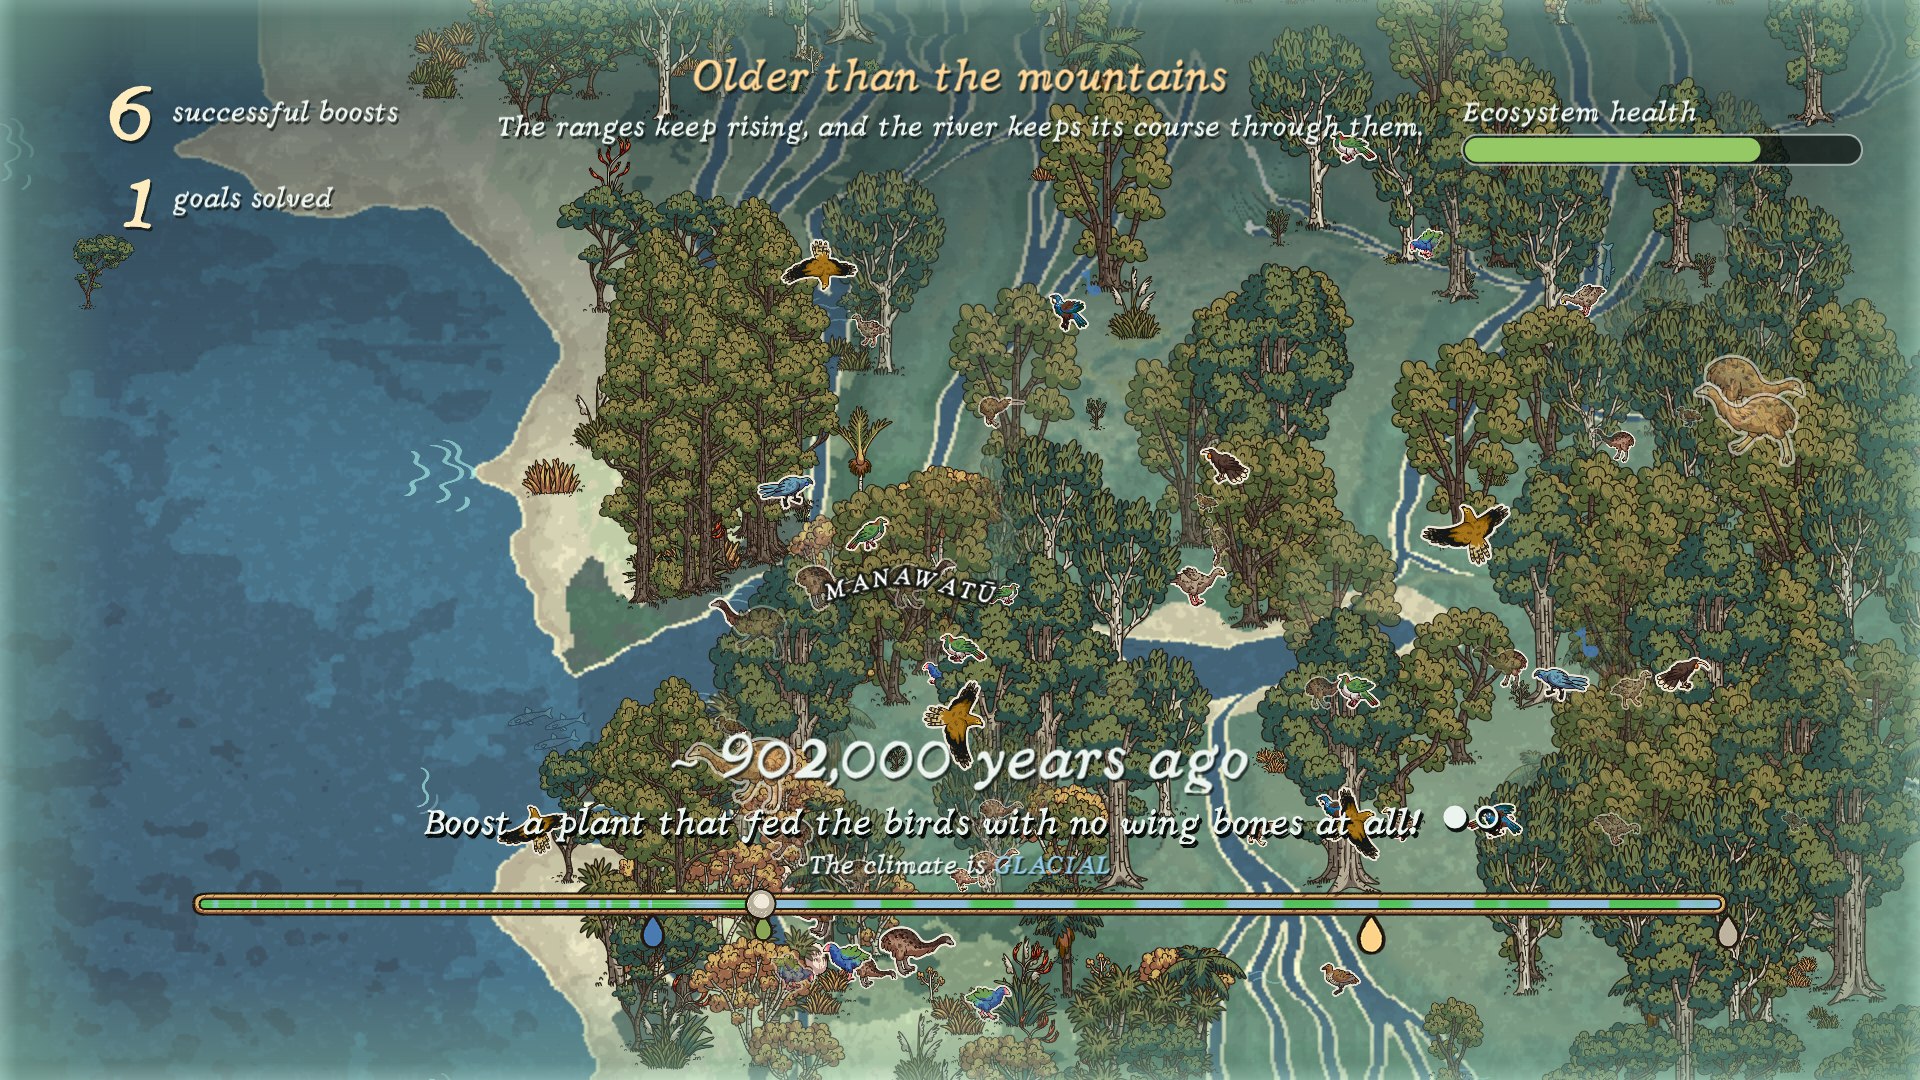 Older than the mountains
The ranges keep rising, and the river keeps its course through them.
6 successful boosts
1 goals solved
Ecosystem health
MANAWATŪ
~902,000 years ago
Boost a plant that fed the birds with no wing bones at all!
The climate is GLACIAL